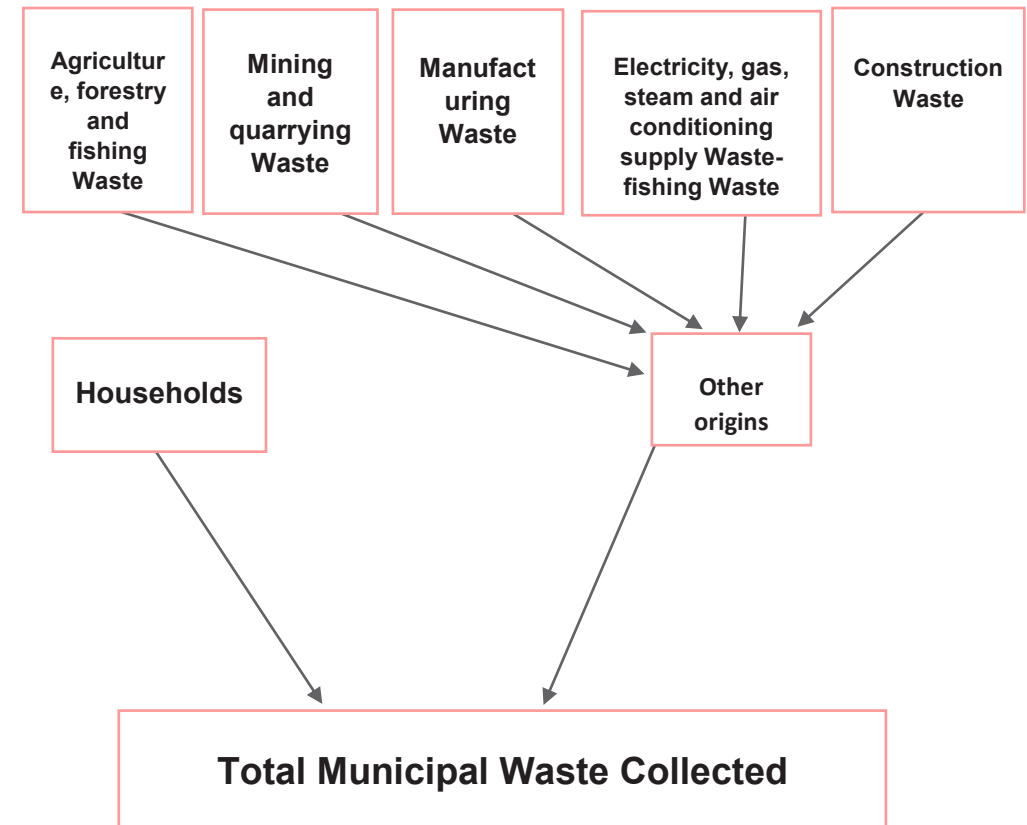 Agricultur
e, forestry
and
fishing
Waste
Mining
and
quarrying
Waste
Manufact
uring
Waste
Electricity, gas,
steam and air
conditioning
supply Waste-
fishing Waste
Construction
Waste
Households
Other
origins
Total Municipal Waste Collected